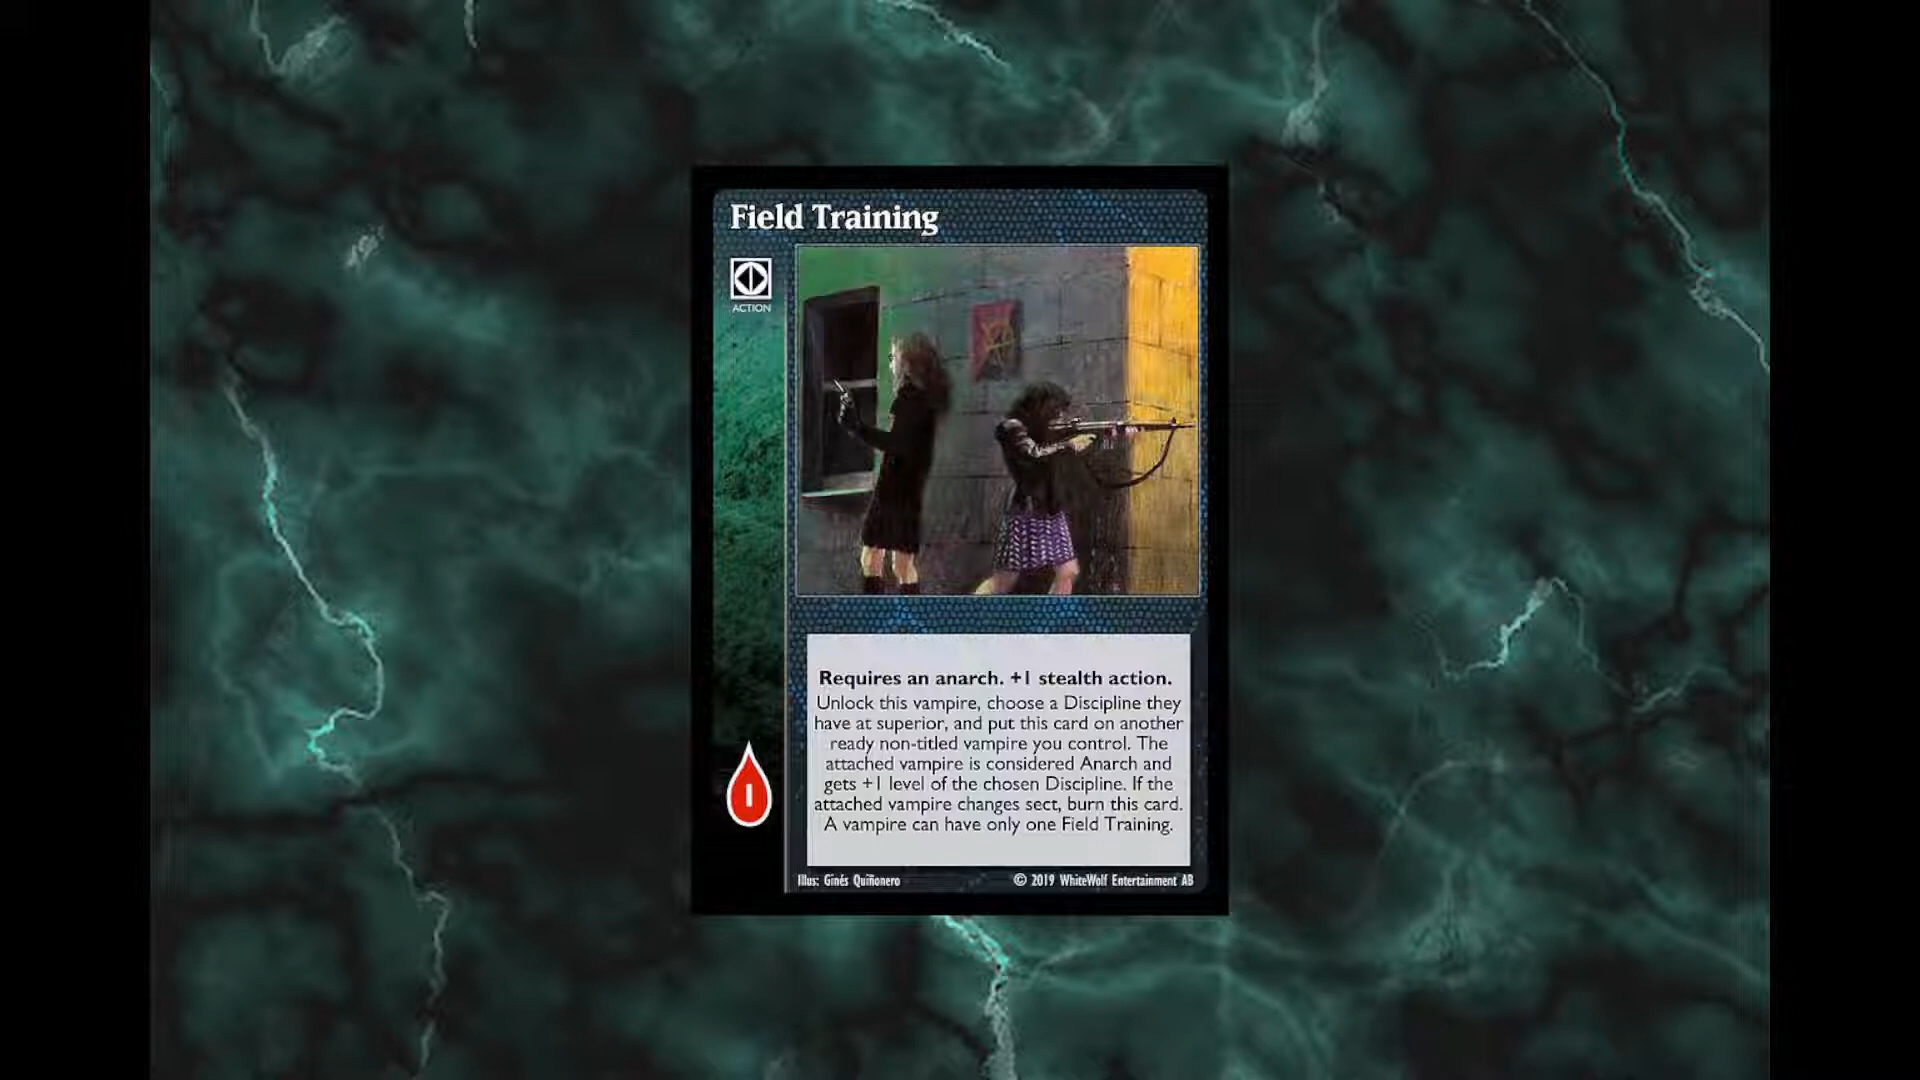 Field Training
ACTION
Requires an anarch. +1 stealth action.
Unlock this vampire, choose a Discipline they
have at superior, and put this card on another
ready non-titled vampire you control. The
attached vampire is considered Anarch and
gets +1 level of the chosen Discipline. If the
attached vampire changes sect, burn this card.
A vampire can have only one Field Training.
1
Illus: Ginés Quiñonero
© 2019 WhiteWolf Entertainment AB